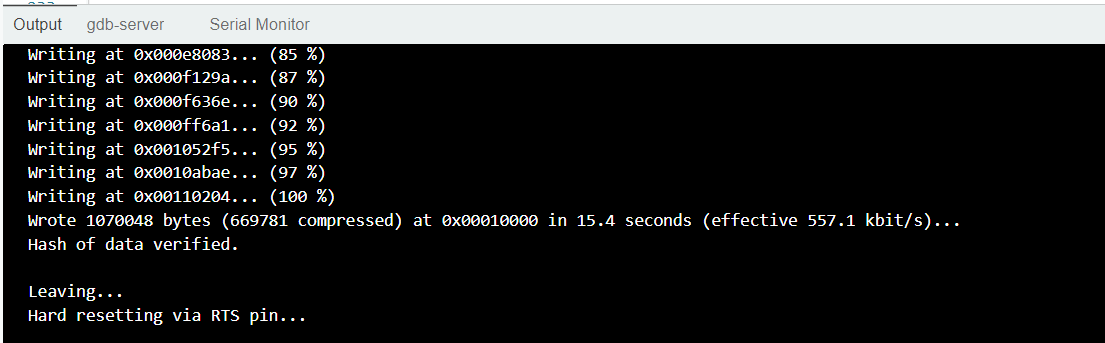 Output gdb-server Serial Monitor
Writing at 0x000e8083... (85 %)
Writing at 0x000f129a... (87 %)
Writing at 0x000f636e... (90 %)
Writing at 0x000ff6a1... (92 %)
Writing at 0x001052f5... (95 %)
Writing at 0x0010abae... (97 %)
Writing at 0x00110204... (100 %)
Wrote 1070048 bytes (669781 compressed) at 0x00010000 in 15.4 seconds (effective 557.1 kbit/s)...
Hash of data verified.
Leaving...
Hard resetting via RTS pin...